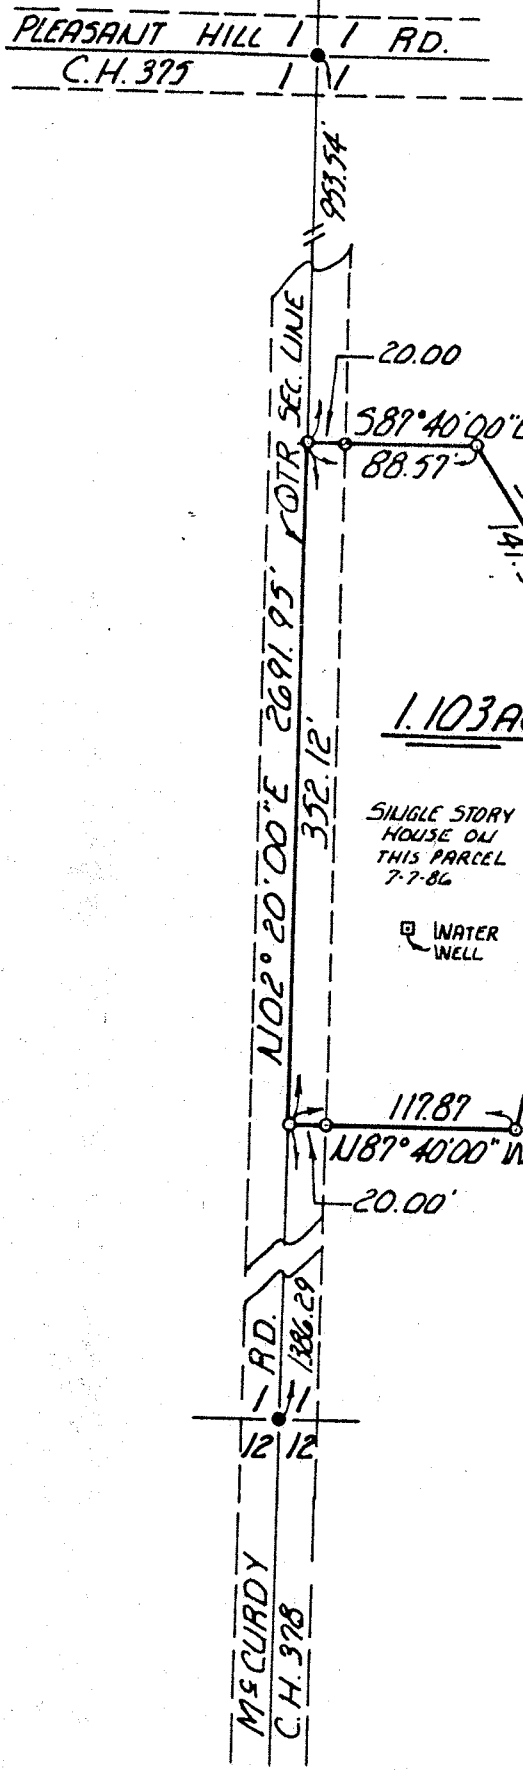 PLEASANT HILL 1 1 RD.
C.H. 375 1 1
953.54'
QTR SEC. LINE
20.00
S87°40'00"E
88.57'
N02°20'00"E 2691.95'
352.12'
1.103 AC
SINGLE STORY
HOUSE ON
THIS PARCEL
7-7-86
WATER
WELL
117.87
N87°40'00"W
20.00'
RD.
1386.29
1 1
12 12
McCURDY
C.H. 378